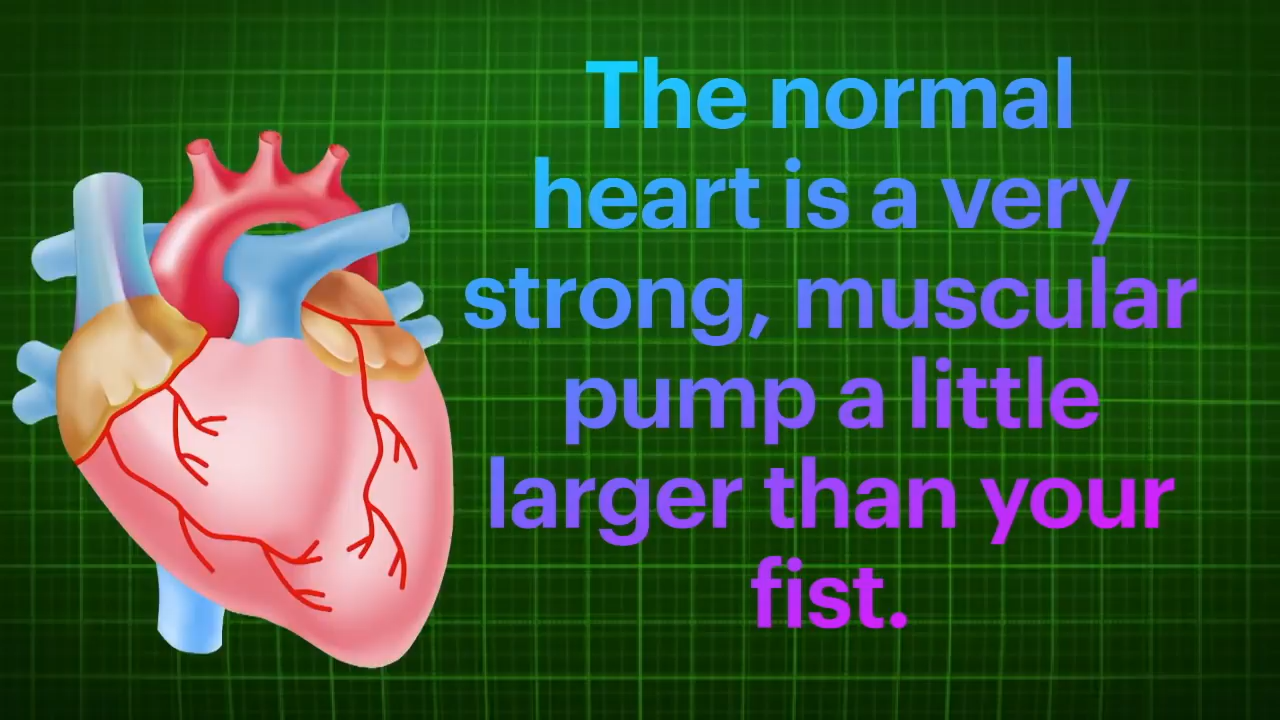 The normal
heart is a very
strong, muscular
pump a little
larger than your
fist.